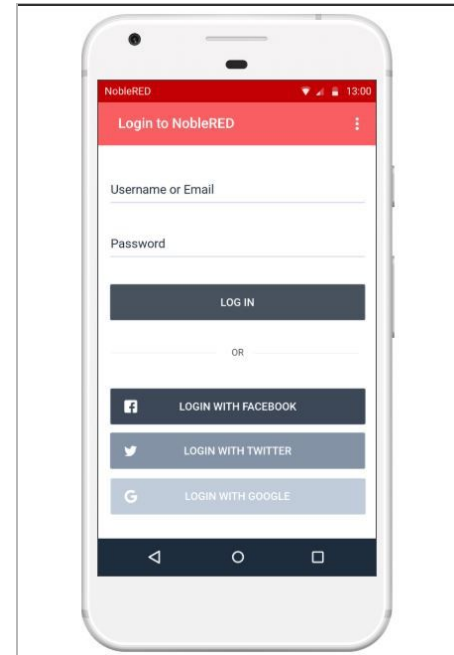 NobleRED 13:00
Login to NobleRED
Username or Email
Password
LOG IN
OR
LOGIN WITH FACEBOOK
LOGIN WITH TWITTER
G LOGIN WITH GOOGLE